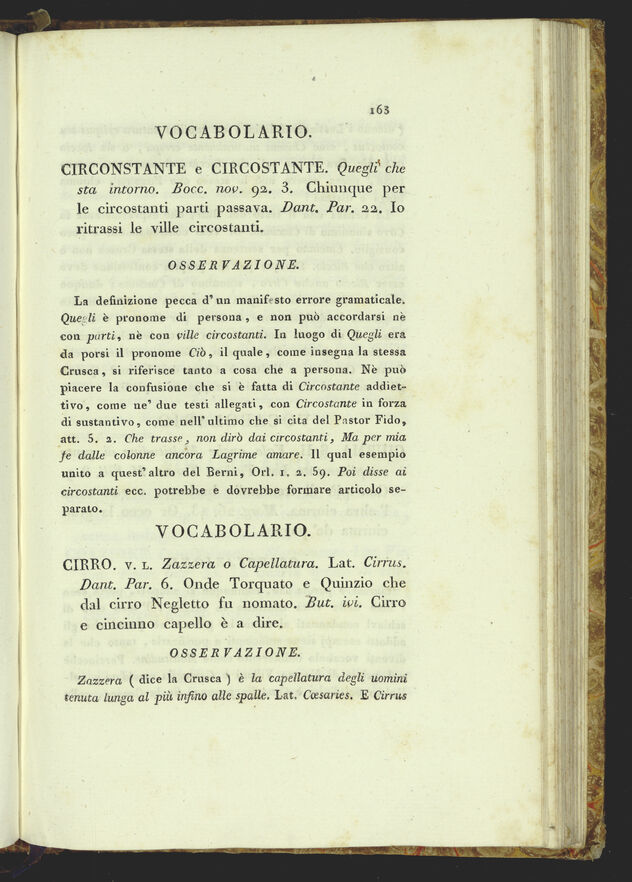 163
VOCABOLARIO.
CIRCONSTANTE e CIRCOSTANTE. Quegli che
sta intorno. Bocc. nov. 92. 3. Chiunque per
le circostanti parti passava. Dant. Par. 22. Io
ritrassi le ville circostanti.
OSSERVAZIONE.
La definizione pecca d' un manifesto errore gramaticale.
Quegli è pronome di persona, e non può accordarsi nè
con parti, nè con ville circostanti. In luogo di Quegli era
da porsi il pronome Ciò, il quale, come insegna la stessa
Crusca, si riferisce tanto a cosa che a persona. Nè può
piacere la confusione che si è fatta di Circostante addiet-
tivo, come ne' due testi allegati, con Circostante in forza
di sustantivo, come nell' ultimo che si cita del Pastor Fido,
att. 5. 2. Che trasse, non dirò dai circostanti, Ma per mia
fe dalle colonne ancora Lagrime amare. Il qual esempio
unito a quest' altro del Berni, Orl. 1. 2. 59. Poi disse ai
circostanti ecc. potrebbe e dovrebbe formare articolo se-
parato.
VOCABOLARIO.
CIRRO. V. L. Zazzera o Capellatura. Lat. Cirrus.
Dant. Par. 6. Onde Torquato e Quinzio che
dal cirro Negletto fu nomato. But. ivi. Cirro
e cincinno capello è a dire.
OSSERVAZIONE.
Zazzera ( dice la Crusca ) è la capellatura degli uomini
tenuta lunga al più infino alle spalle. Lat. Cæsaries. E Cirrus